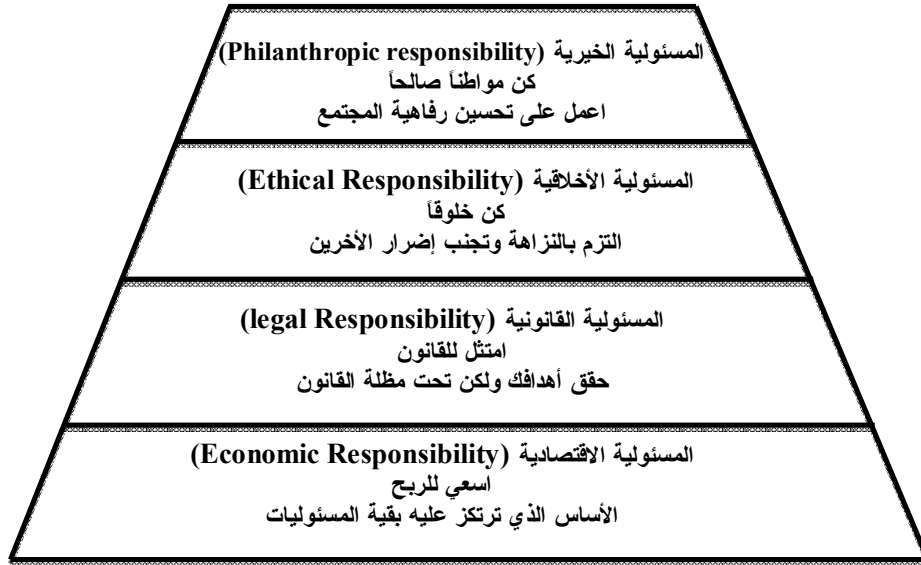 المسئولية الخيرية (Philanthropic responsibility)
كن مواطناً صالحاً
اعمل على تحسين رفاهية المجتمع
المسئولية الأخلاقية (Ethical Responsibility)
كن خلوقاً
التزم بالنزاهة وتجنب إضرار الأخرين
المسئولية القانونية (legal Responsibility)
امتثل للقانون
حقق أهدافك ولكن تحت مظلة القانون
المسئولية الاقتصادية (Economic Responsibility)
اسعي للربح
الأساس الذي ترتكز عليه بقية المسئوليات